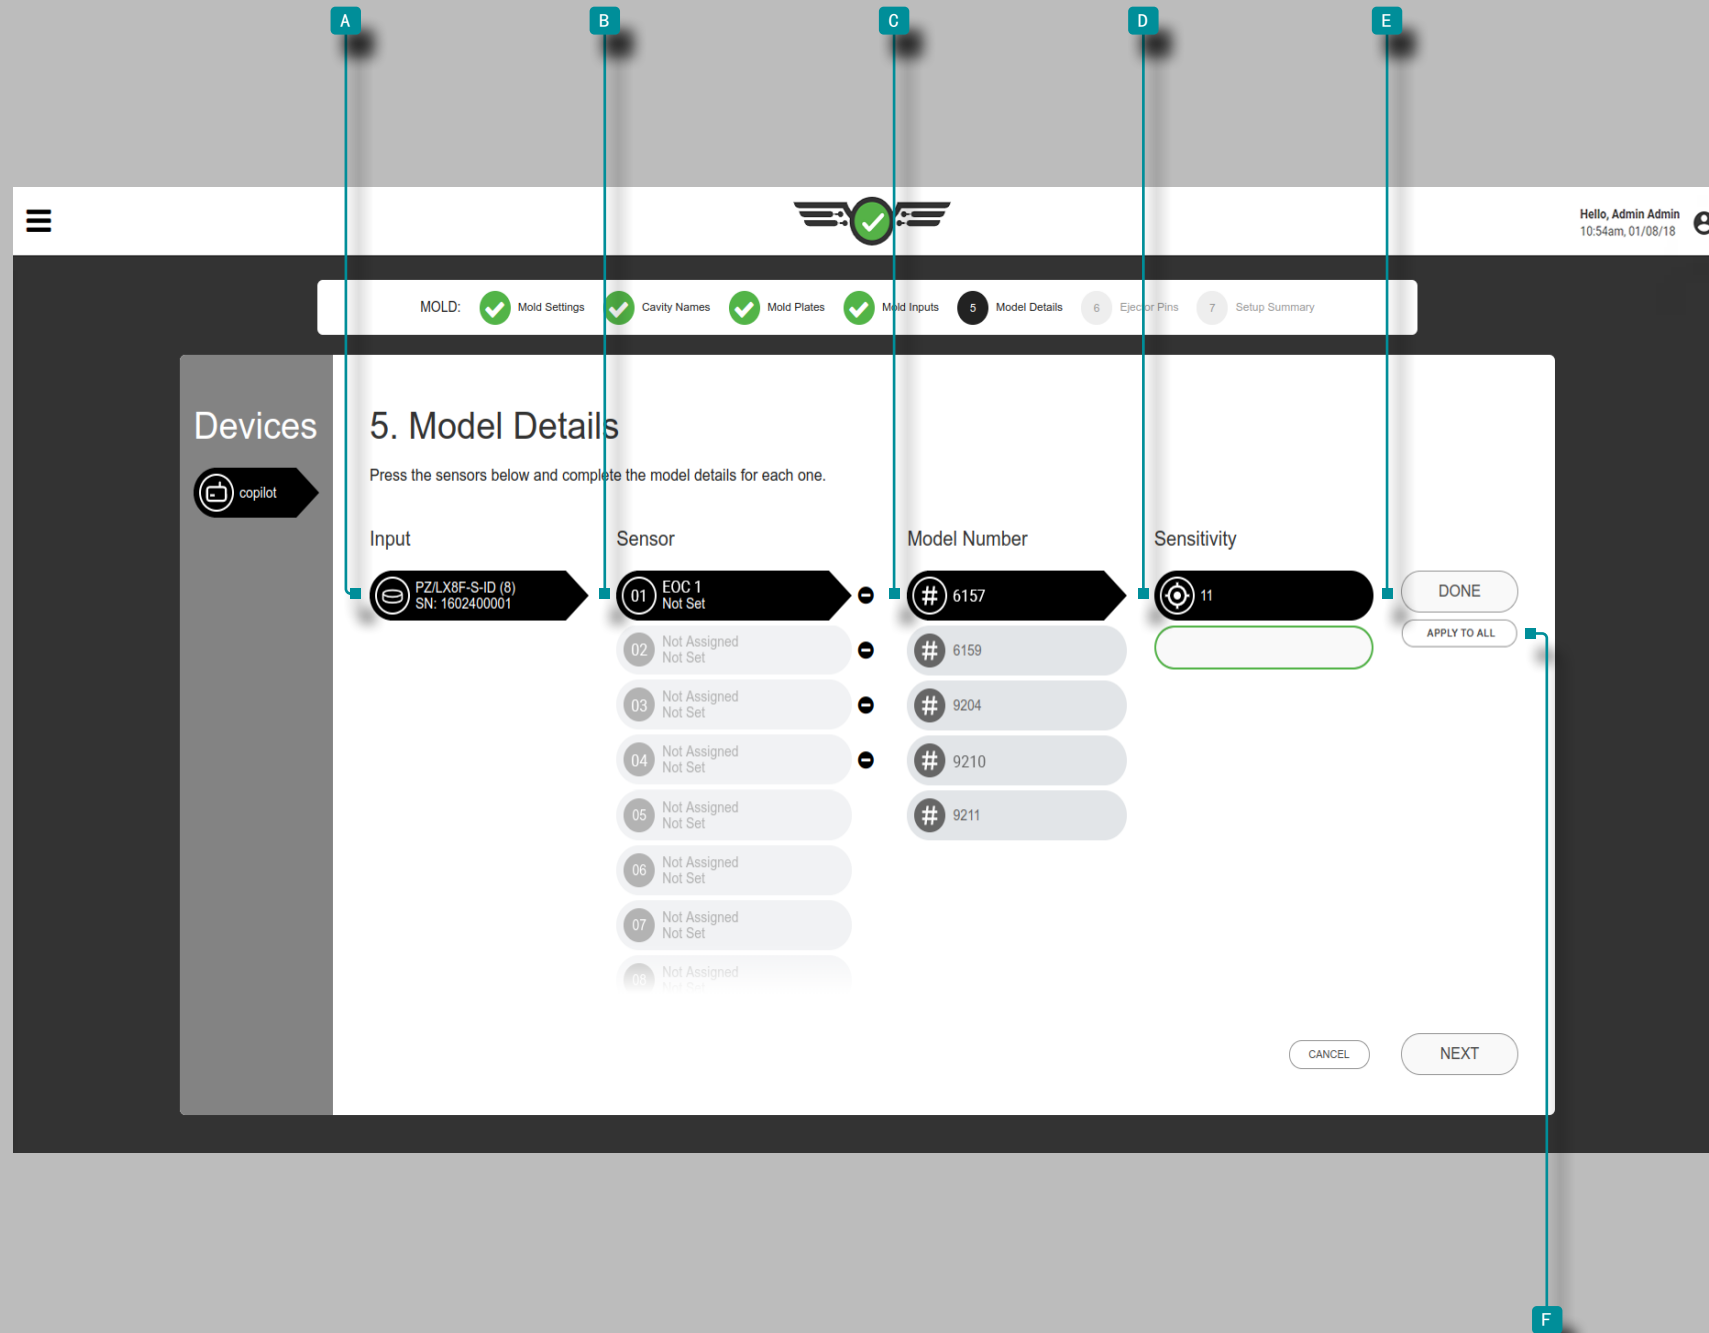 A
B
C
D
E
Hello, Admin Admin
10:54am, 01/08/18
MOLD: Mold Settings Cavity Names Mold Plates Mold Inputs 5 Model Details 6 Ejector Pins 7 Setup Summary
Devices
copilot
5. Model Details
Press the sensors below and complete the model details for each one.
Input
PZ/LX8F-S-ID (8)
SN: 1602400001
Sensor
01 EOC 1
Not Set
02 Not Assigned
Not Set
03 Not Assigned
Not Set
04 Not Assigned
Not Set
05 Not Assigned
Not Set
06 Not Assigned
Not Set
07 Not Assigned
Not Set
08 Not Assigned
Not Set
Model Number
# 6157
# 6159
# 9204
# 9210
# 9211
Sensitivity
11
DONE
APPLY TO ALL
CANCEL
NEXT
F